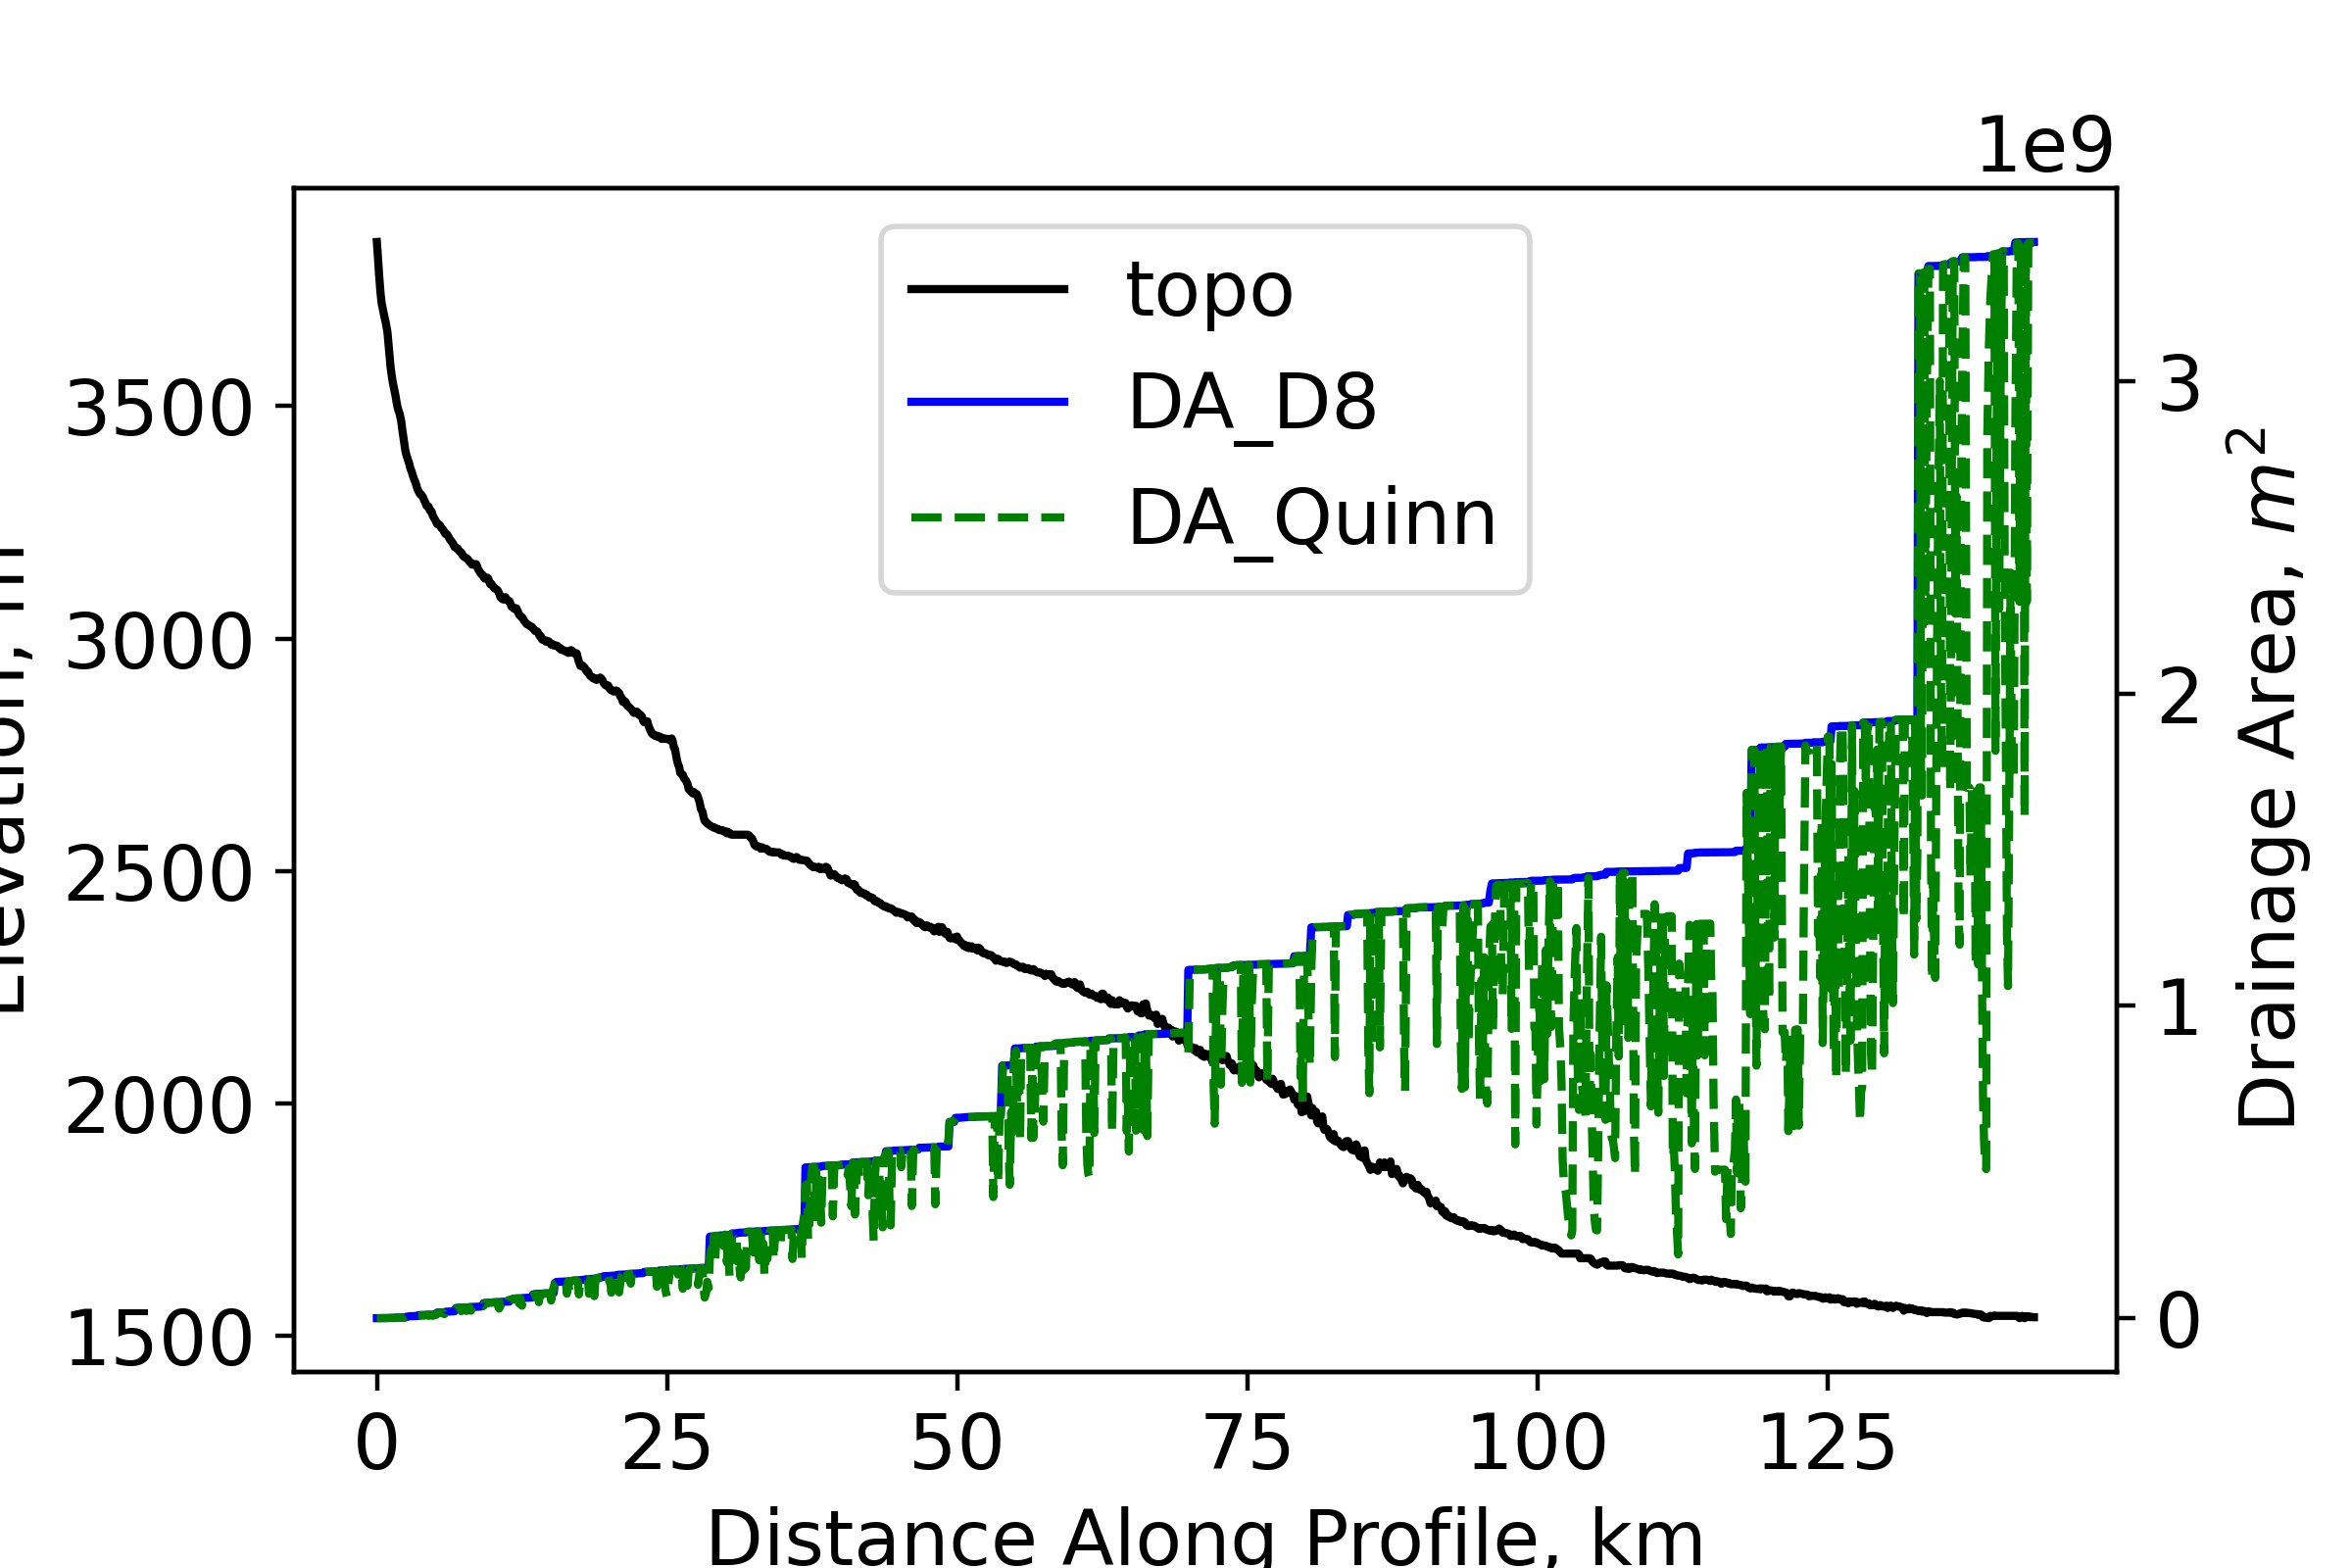 1e9
topo
DA_D8
DA_Quinn
3500
3000
2500
2000
1500
Elevation, m
3
2
1
0
Drainage Area, m²
0 25 50 75 100 125
Distance Along Profile, km